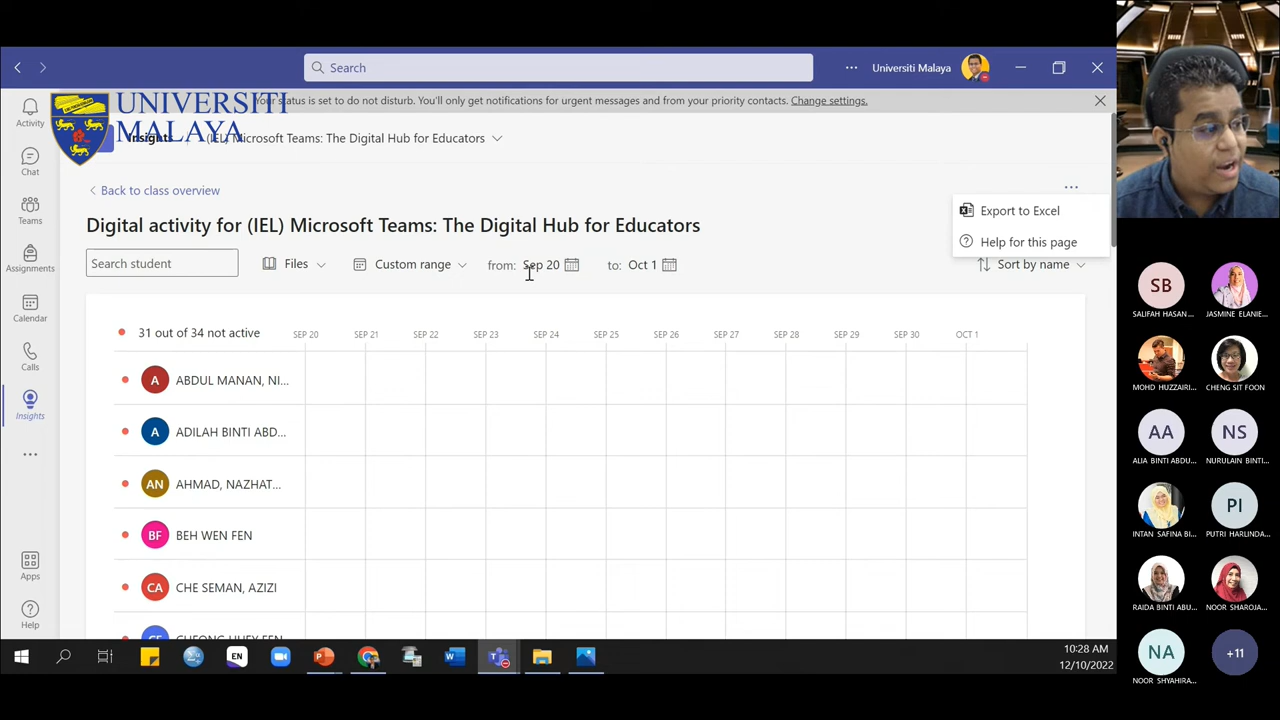 Search
Universiti Malaya
UNIVERSITI
MALAYA
Your status is set to do not disturb. You'll only get notifications for urgent messages and from your priority contacts. Change settings.
Insights
(IEL) Microsoft Teams: The Digital Hub for Educators
Activity
Chat
Teams
Assignments
Calendar
Calls
Insights
Apps
Help
Back to class overview
Export to Excel
Help for this page
Digital activity for (IEL) Microsoft Teams: The Digital Hub for Educators
Search student
Files
Custom range
from: Sep 20
to: Oct 1
Sort by name
31 out of 34 not active
SEP 20 SEP 21 SEP 22 SEP 23 SEP 24 SEP 25 SEP 26 SEP 27 SEP 28 SEP 29 SEP 30 OCT 1
A ABDUL MANAN, NI...
A ADILAH BINTI ABD...
AN AHMAD, NAZHAT...
BF BEH WEN FEN
CA CHE SEMAN, AZIZI
EN
10:28 AM
12/10/2022
SB
SALIFAH HASAN ... JASMINE ELANIE...
MOHD HUZZAIRI... CHENG SIT FOON
AA NS
ALIA BINTI ABDU... NURULAIN BINTI...
PI
INTAN SAFINA BI... PUTRI HARLINDA...
RAIDA BINTI ABU... NOOR SHAROJA...
NA +11
NOOR SHYAHIRA...